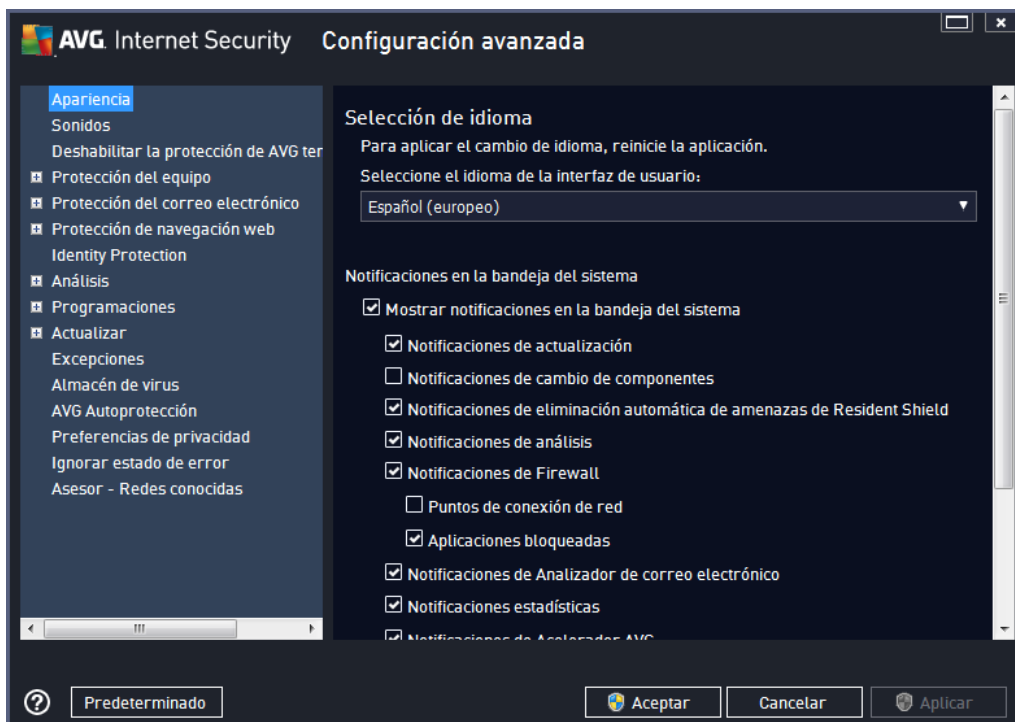 AVG. Internet Security
Configuración avanzada
Apariencia
Sonidos
Deshabilitar la protección de AVG ter
Protección del equipo
Protección del correo electrónico
Protección de navegación web
Identity Protection
Análisis
Programaciones
Actualizar
Excepciones
Almacén de virus
AVG Autoprotección
Preferencias de privacidad
Ignorar estado de error
Asesor - Redes conocidas
Selección de idioma
Para aplicar el cambio de idioma, reinicie la aplicación.
Seleccione el idioma de la interfaz de usuario:
Español (europeo)
Notificaciones en la bandeja del sistema
Mostrar notificaciones en la bandeja del sistema
Notificaciones de actualización
Notificaciones de cambio de componentes
Notificaciones de eliminación automática de amenazas de Resident Shield
Notificaciones de análisis
Notificaciones de Firewall
Puntos de conexión de red
Aplicaciones bloqueadas
Notificaciones de Analizador de correo electrónico
Notificaciones estadísticas
Notificaciones de Acelerador AVG
Predeterminado
Aceptar
Cancelar
Aplicar